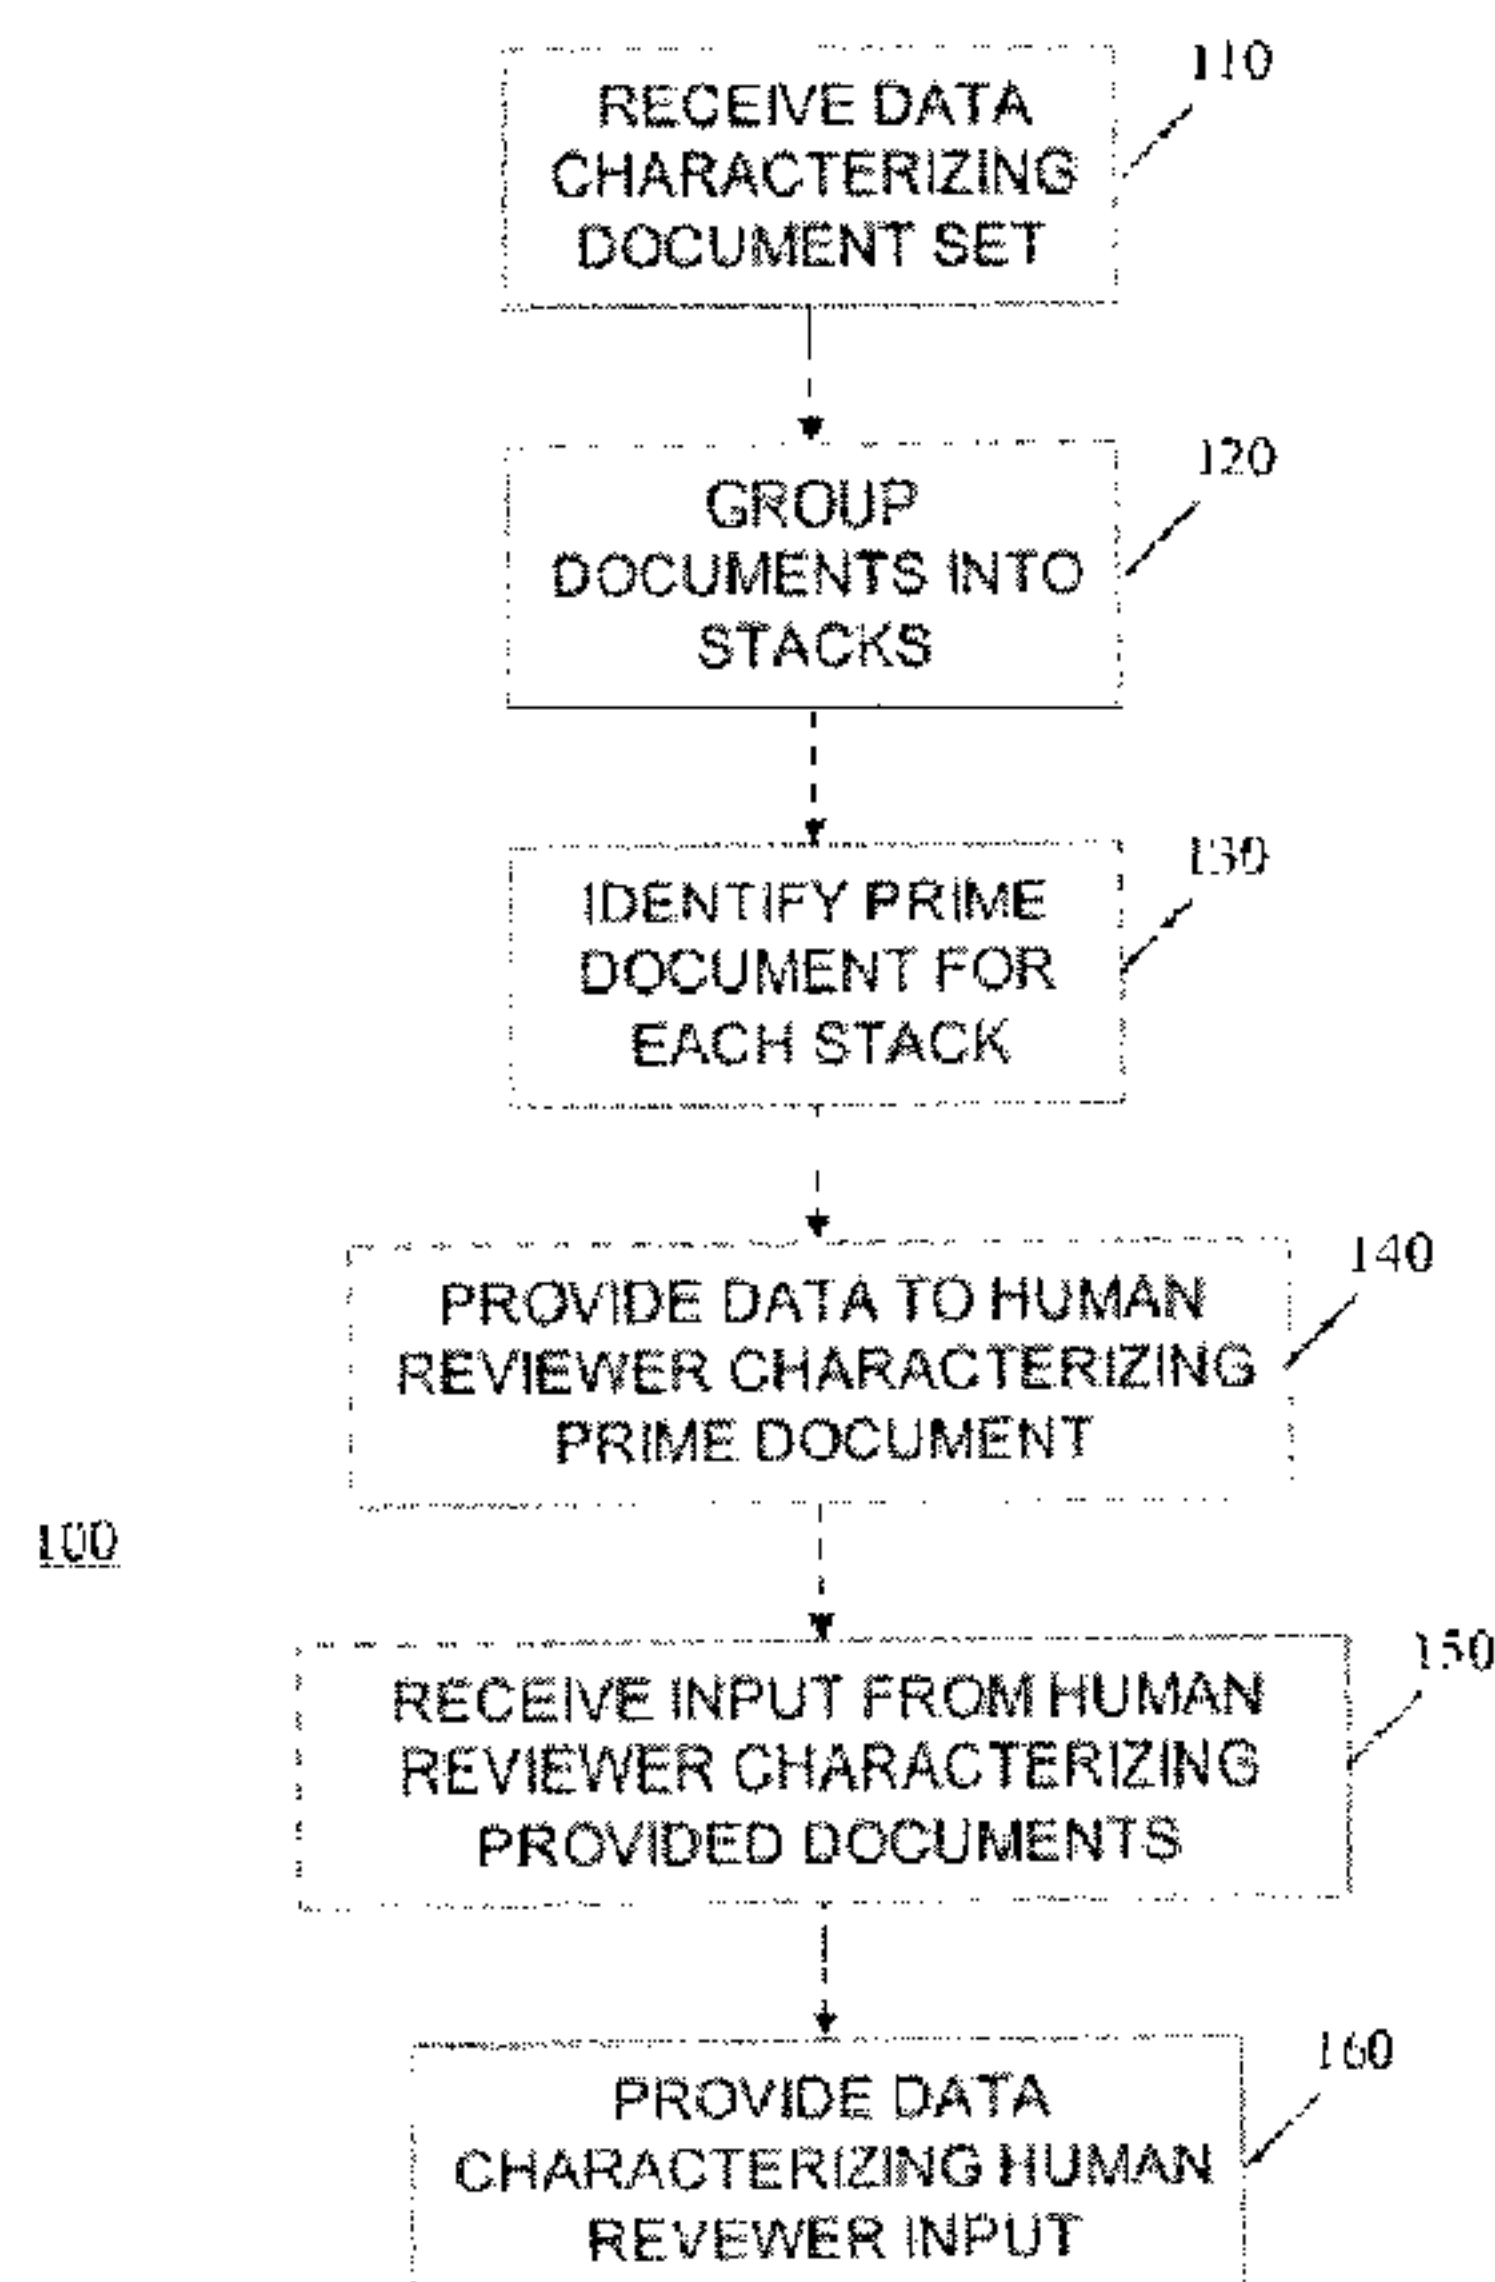 110
RECEIVE DATA
CHARACTERIZING
DOCUMENT SET
120
GROUP
DOCUMENTS INTO
STACKS
130
IDENTIFY PRIME
DOCUMENT FOR
EACH STACK
140
PROVIDE DATA TO HUMAN
REVIEWER CHARACTERIZING
PRIME DOCUMENT
100
150
RECEIVE INPUT FROM HUMAN
REVIEWER CHARACTERIZING
PROVIDED DOCUMENTS
160
PROVIDE DATA
CHARACTERIZING HUMAN
REVEWER INPUT